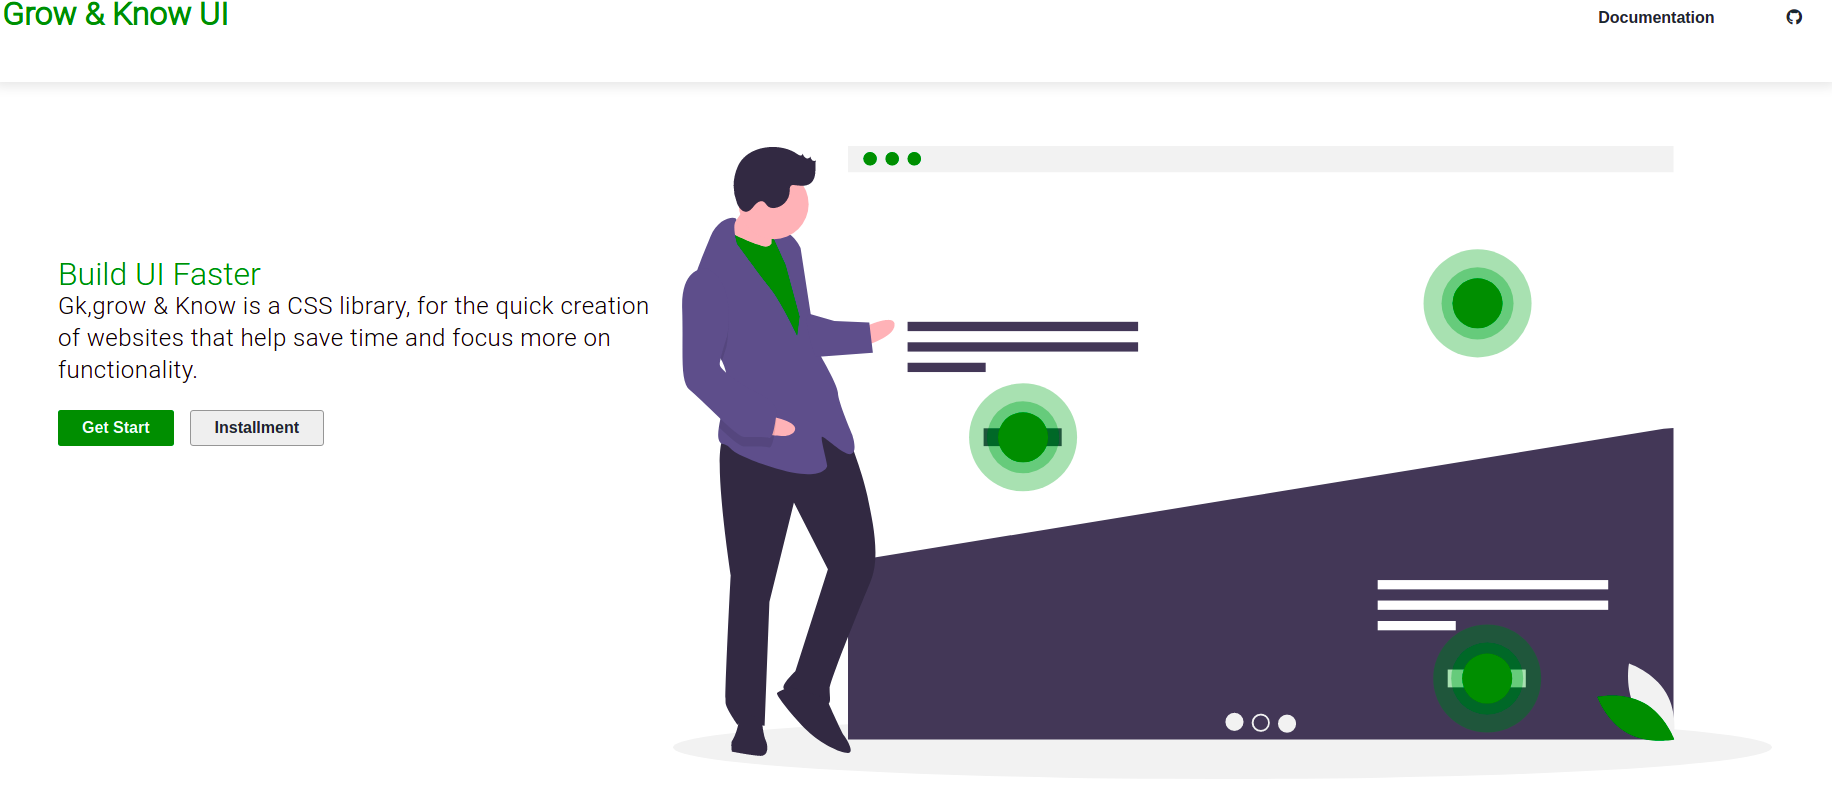 Grow & Know UI
Documentation
Build UI Faster
Gk,grow & Know is a CSS library, for the quick creation
of websites that help save time and focus more on
functionality.
Get Start
Installment